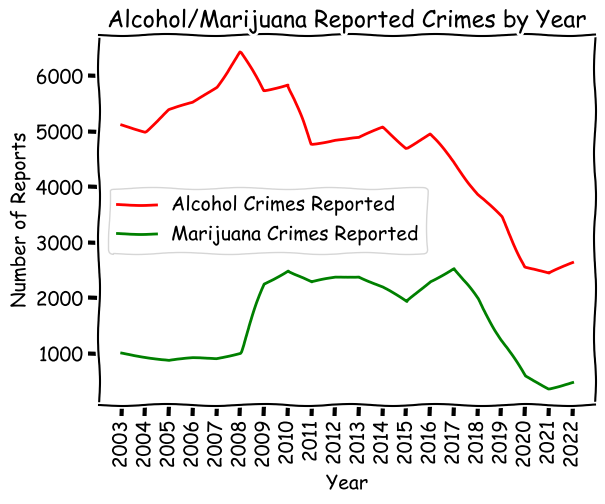 Alcohol/Marijuana Reported Crimes by Year
Number of Reports
6000
5000
4000
3000
2000
1000
Alcohol Crimes Reported
Marijuana Crimes Reported
2003 2004 2005 2006 2007 2008 2009 2010 2011 2012 2013 2014 2015 2016 2017 2018 2019 2020 2021 2022
Year